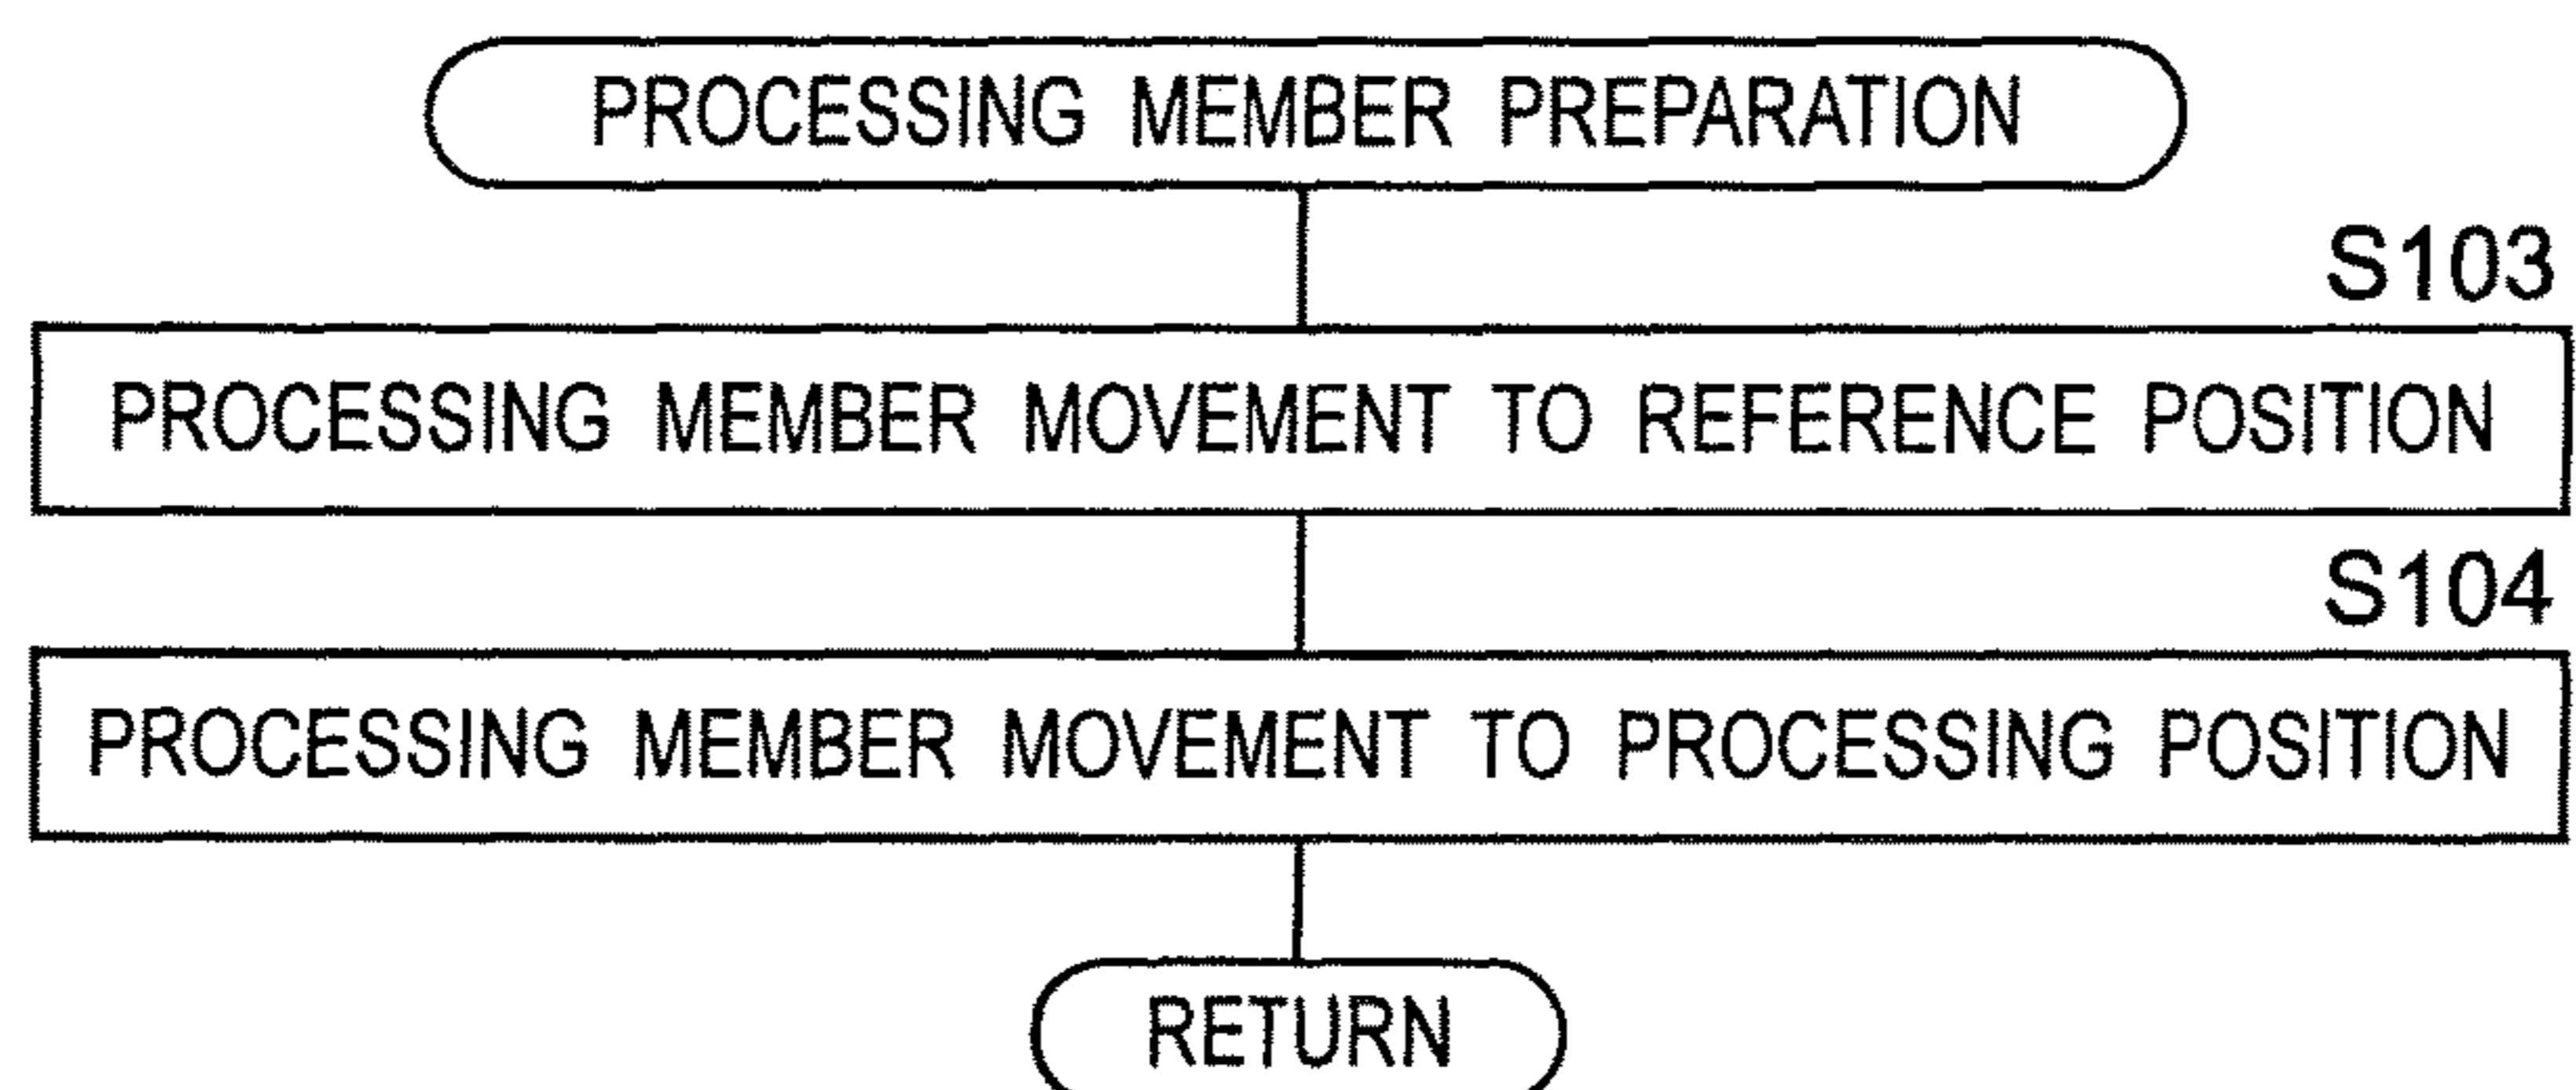 PROCESSING MEMBER PREPARATION
S103
PROCESSING MEMBER MOVEMENT TO REFERENCE POSITION
S104
PROCESSING MEMBER MOVEMENT TO PROCESSING POSITION
RETURN